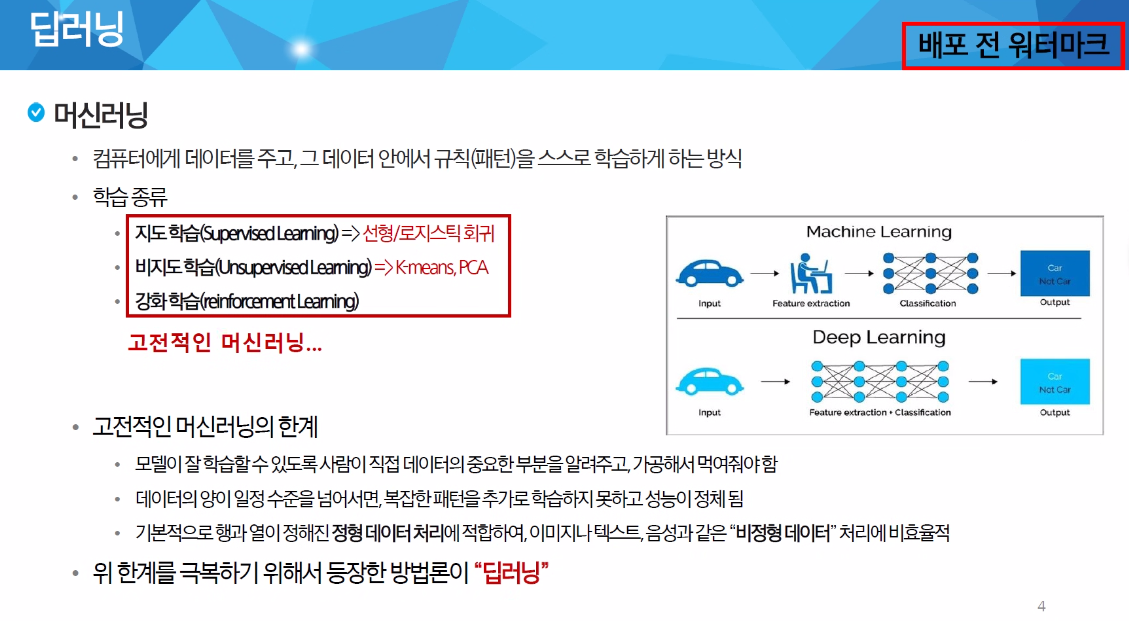 딥러닝
배포 전 워터마크
머신러닝
• 컴퓨터에게 데이터를 주고, 그 데이터 안에서 규칙(패턴)을 스스로 학습하게 하는 방식
• 학습 종류
• 지도 학습(Supervised Learning) => 선형/로지스틱 회귀
• 비지도 학습(Unsupervised Learning) => K-means, PCA
• 강화 학습(reinforcement Learning)
고전적인 머신러닝...
Machine Learning
Car
Not Car
Input
Feature extraction
Classification
Output
Deep Learning
Car
Not Car
Input
Feature extraction + Classification
Output
• 고전적인 머신러닝의 한계
• 모델이 잘 학습할 수 있도록 사람이 직접 데이터의 중요한 부분을 알려주고, 가공해서 먹여줘야 함
• 데이터의 양이 일정 수준을 넘어서면, 복잡한 패턴을 추가로 학습하지 못하고 성능이 정체 됨
• 기본적으로 행과 열이 정해진 정형 데이터 처리에 적합하여, 이미지나 텍스트, 음성과 같은 “비정형 데이터” 처리에 비효율적
• 위 한계를 극복하기 위해서 등장한 방법론이 “딥러닝”
4